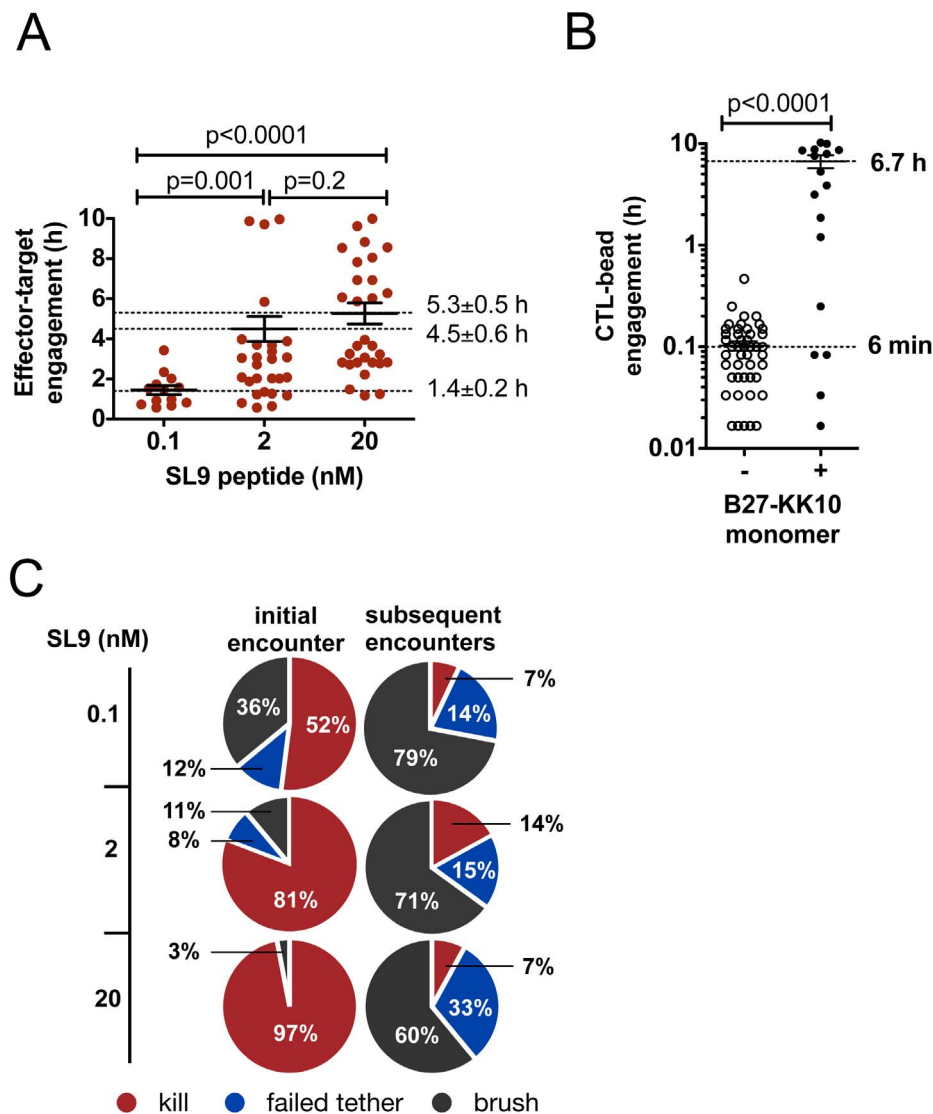 A
p<0.0001
p=0.001
p=0.2
Effector-target
engagement (h)
10
8
6
4
2
0
5.3±0.5 h
4.5±0.6 h
1.4±0.2 h
0.1
2
20
SL9 peptide (nM)
B
p<0.0001
CTL-bead
engagement (h)
10
1
0.1
0.01
6.7 h
6 min
-
+
B27-KK10
monomer
C
SL9 (nM)
initial
encounter
subsequent
encounters
0.1
36%
52%
12%
7%
14%
79%
2
11%
8%
81%
14%
15%
71%
20
3%
97%
7%
33%
60%
kill
failed tether
brush